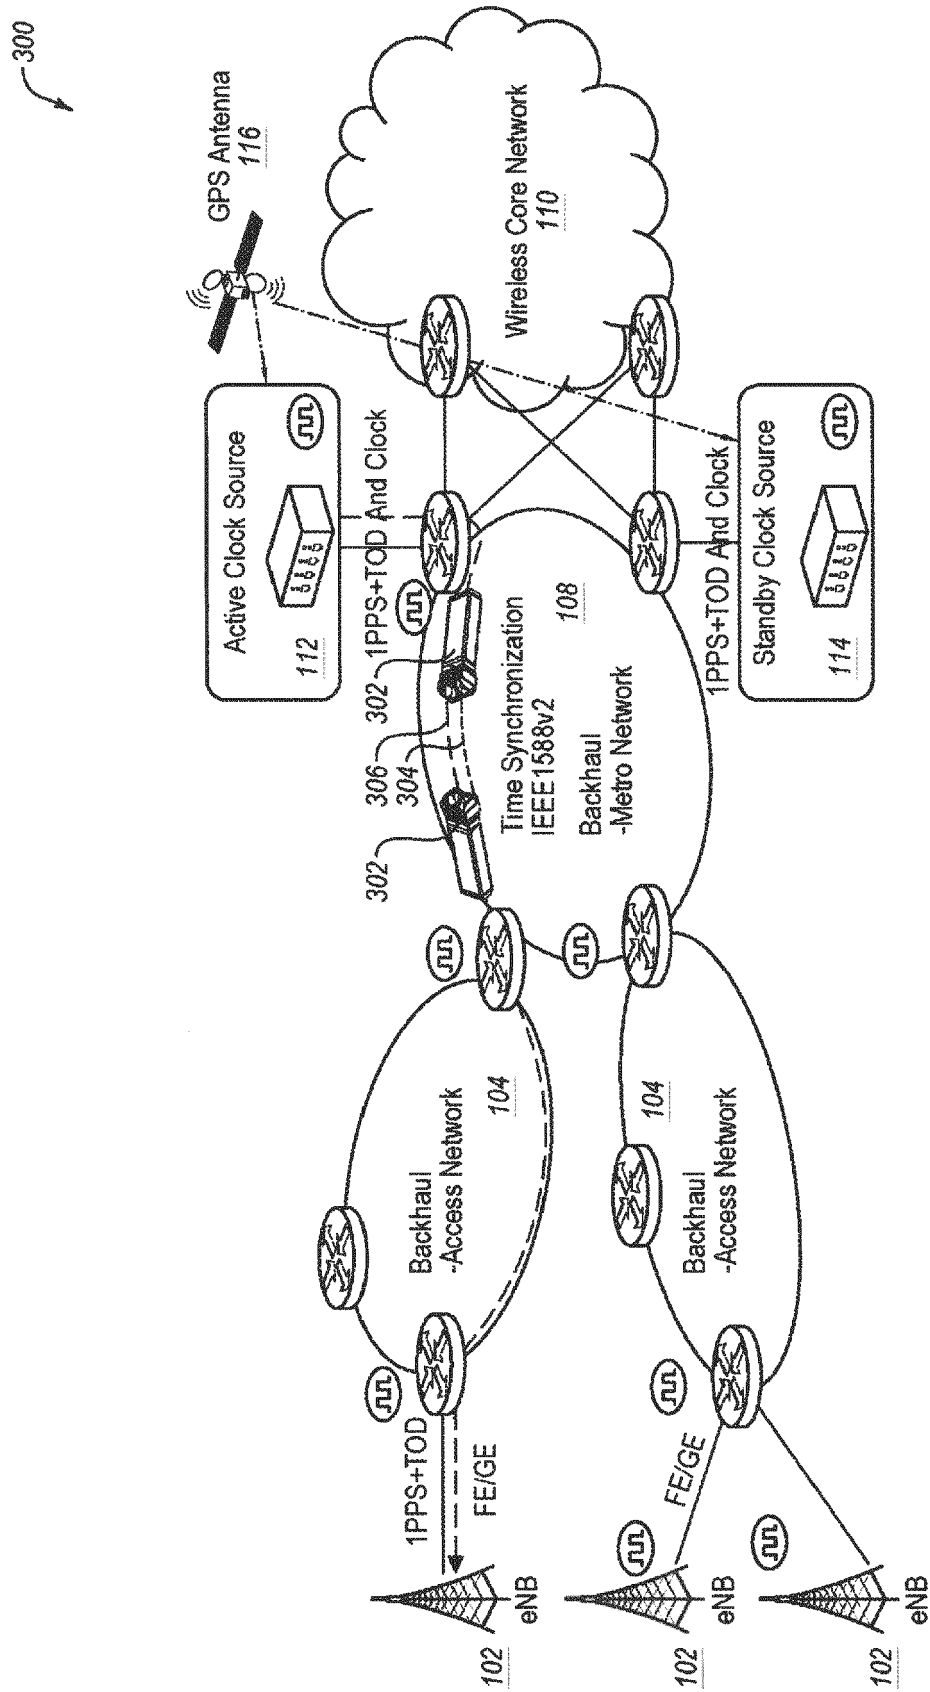 300
GPS Antenna
116
Active Clock Source
112
1PPS+TOD And Clock
Wireless Core Network
110
302
306
304
302
Time Synchronization
IEEE1588v2
108
Backhaul
-Metro Network
1PPS+TOD And Clock
Standby Clock Source
114
Backhaul
-Access Network
104
104
Backhaul
-Access Network
1PPS+TOD
FE/GE
FE/GE
eNB
102
eNB
102
eNB
102